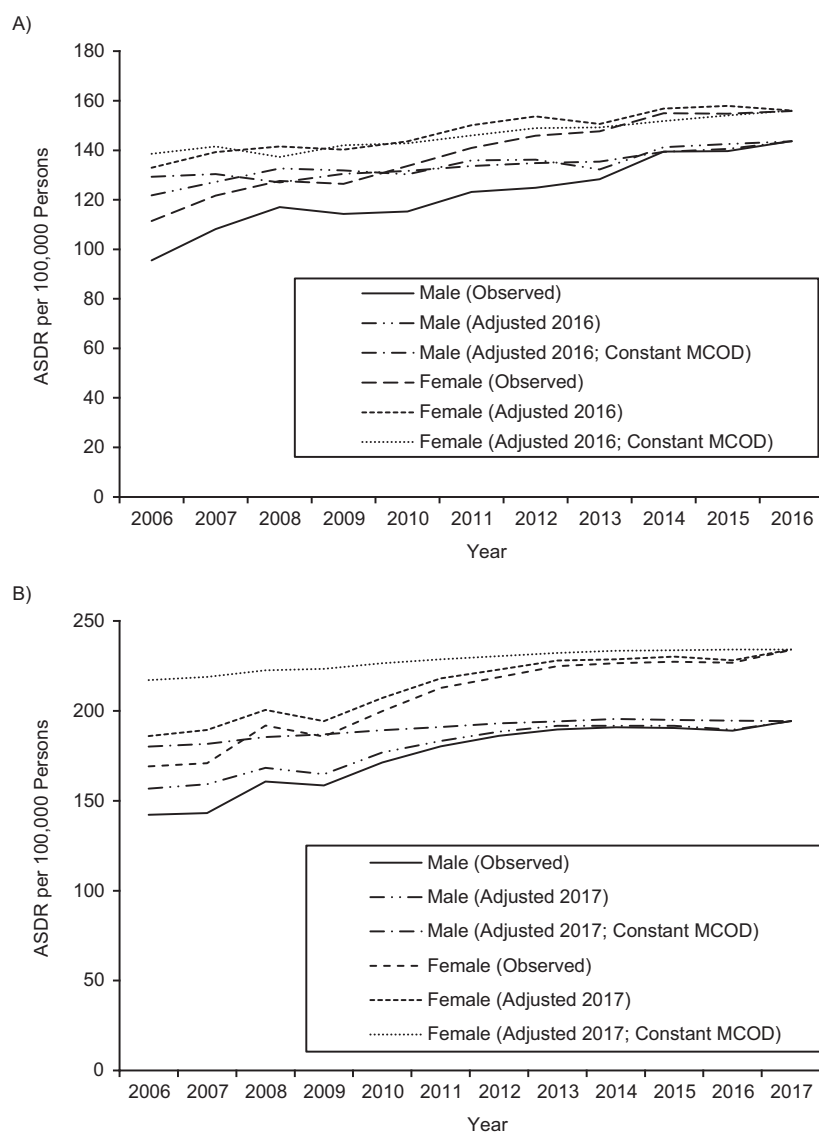 A)
180
160
140
120
100
80
60
40
20
0
ASDR per 100,000 Persons
Male (Observed)
Male (Adjusted 2016)
Male (Adjusted 2016; Constant MCOD)
Female (Observed)
Female (Adjusted 2016)
Female (Adjusted 2016; Constant MCOD)
2006 2007 2008 2009 2010 2011 2012 2013 2014 2015 2016
Year
B)
250
200
150
100
50
0
ASDR per 100,000 Persons
Male (Observed)
Male (Adjusted 2017)
Male (Adjusted 2017; Constant MCOD)
Female (Observed)
Female (Adjusted 2017)
Female (Adjusted 2017; Constant MCOD)
2006 2007 2008 2009 2010 2011 2012 2013 2014 2015 2016 2017
Year